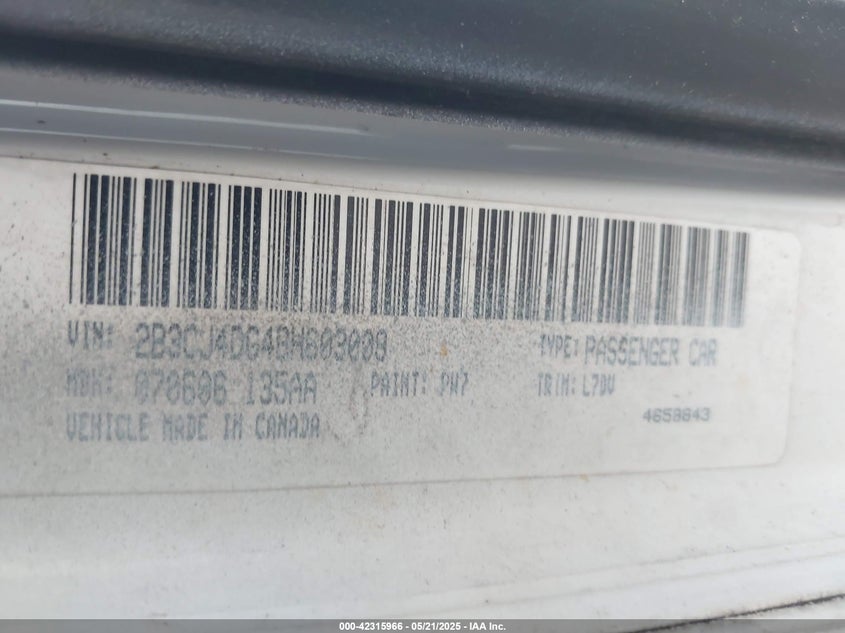 VIN: 2B3CJ4DG4BH603008 TYPE: PASSENGER CAR
MDH: 070606 135AA PAINT: PW7 TRIM: L7DV
VEHICLE MADE IN CANADA 4658843
000-42315966 - 05/21/2025 - IAA Inc.